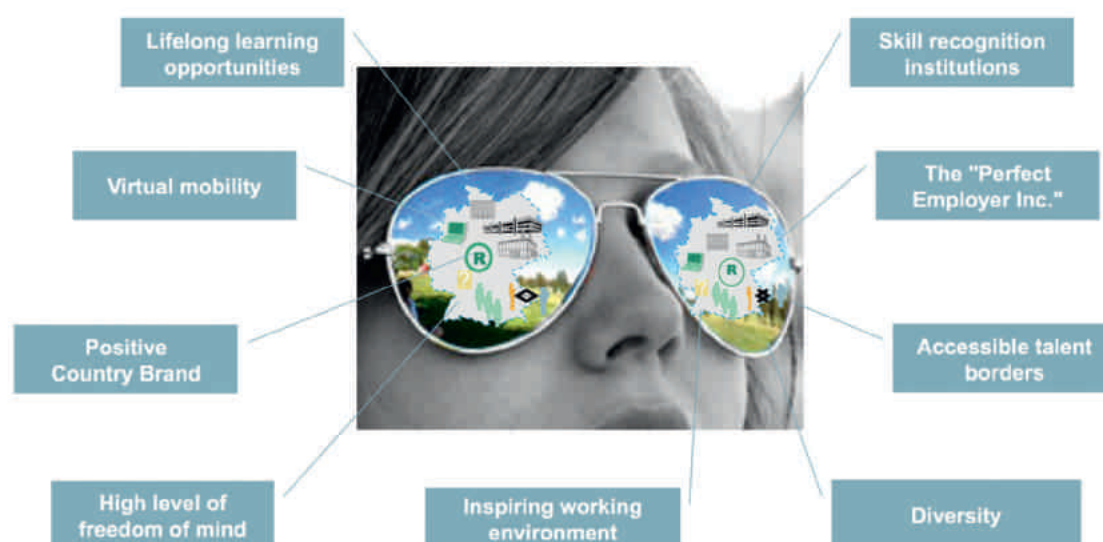 Lifelong learning
opportunities
Skill recognition
institutions
Virtual mobility
The "Perfect
Employer Inc."
R
?
R
?
Positive
Country Brand
Accessible talent
borders
High level of
freedom of mind
Inspiring working
environment
Diversity